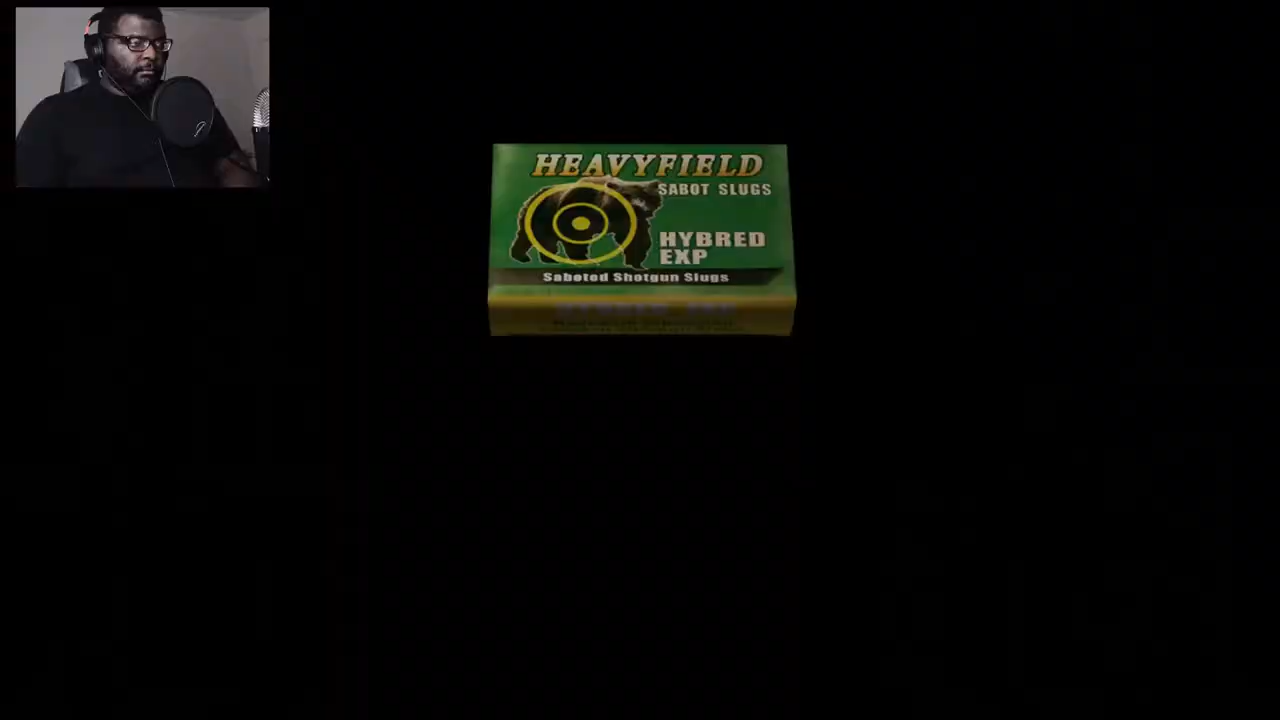 HEAVYFIELD
SABOT SLUGS
HYBRED
EXP
Saboted Shotgun Slugs